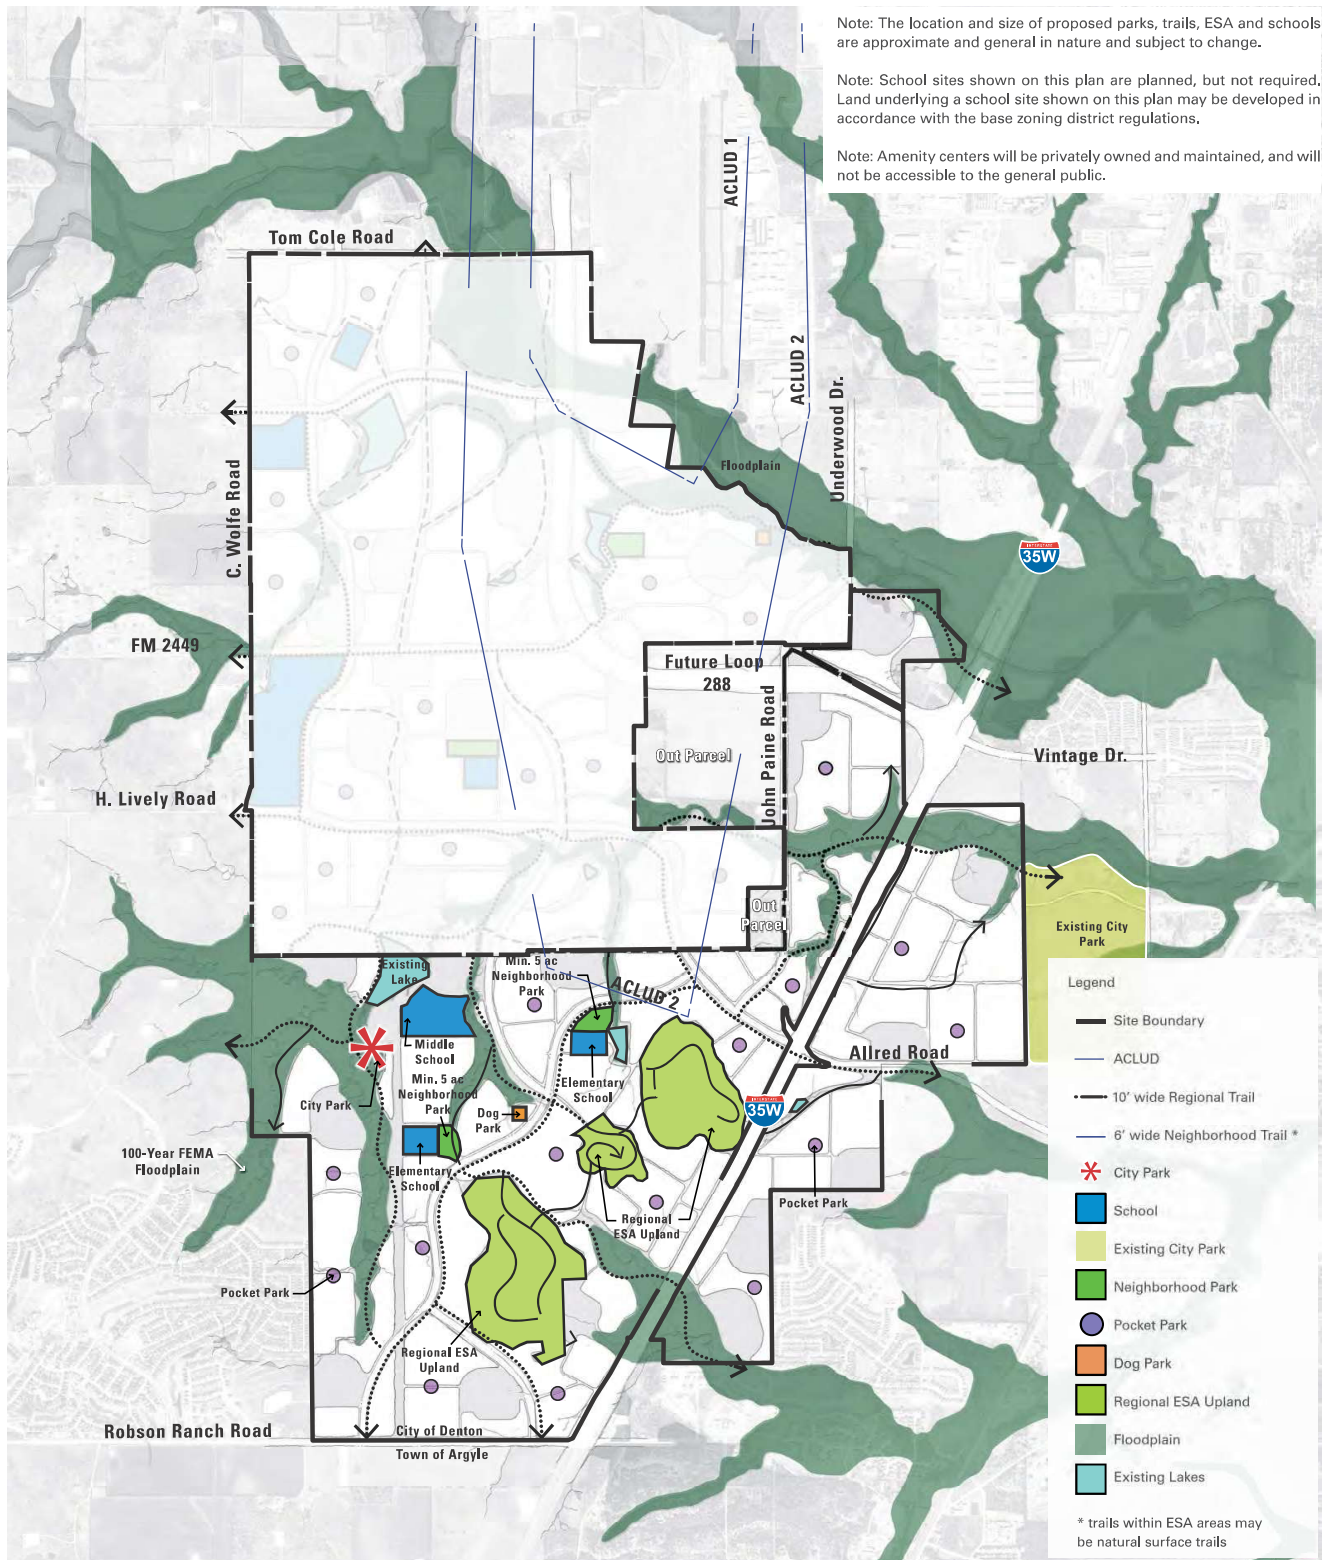 Note: The location and size of proposed parks, trails, ESA and schools
are approximate and general in nature and subject to change.
Note: School sites shown on this plan are planned, but not required.
Land underlying a school site shown on this plan may be developed in
accordance with the base zoning district regulations.
Note: Amenity centers will be privately owned and maintained, and will
not be accessible to the general public.
ACLUD 1
Tom Cole Road
ACLUD 2
Underwood Dr.
Floodplain
C. Wolfe Road
INTERSTATE
35W
FM 2449
Future Loop
288
John Paine Road
Out Parcel
Vintage Dr.
H. Lively Road
Out
Parcel
Existing City
Park
Existing
Lake
Min. 5 ac
Neighborhood
Park
ACLUD 2
Middle
School
Allred Road
Min. 5 ac
Neighborhood
Park
Elementary
School
City Park
Dog
Park
INTERSTATE
35W
100-Year FEMA
Floodplain
Elementary
School
Pocket Park
Regional
ESA Upland
Pocket Park
Regional ESA
Upland
Robson Ranch Road
City of Denton
Town of Argyle
Legend
Site Boundary
ACLUD
10' wide Regional Trail
6' wide Neighborhood Trail *
City Park
School
Existing City Park
Neighborhood Park
Pocket Park
Dog Park
Regional ESA Upland
Floodplain
Existing Lakes
* trails within ESA areas may
be natural surface trails